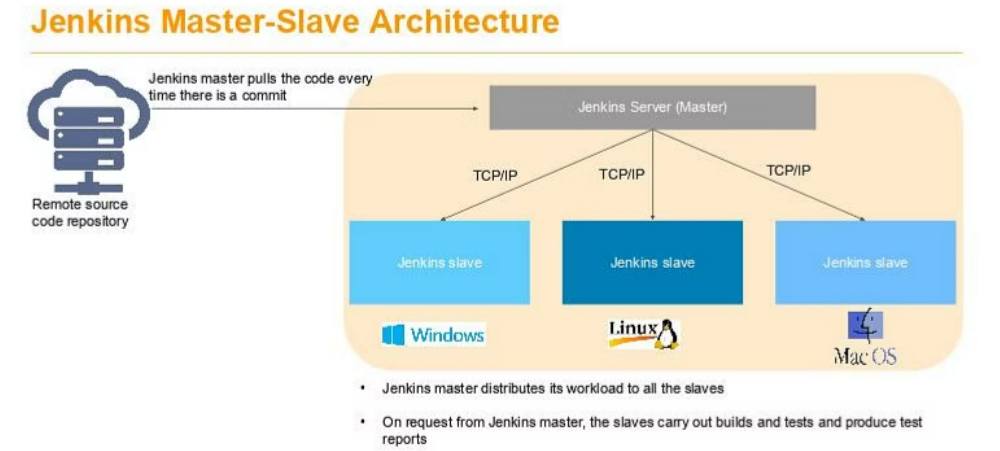 Jenkins Master-Slave Architecture
Jenkins master pulls the code every
time there is a commit
Jenkins Server (Master)
TCP/IP
TCP/IP
TCP/IP
Remote source
code repository
Jenkins slave
Jenkins slave
Jenkins slave
Windows
Linux
Mac OS
• Jenkins master distributes its workload to all the slaves
• On request from Jenkins master, the slaves carry out builds and tests and produce test
reports